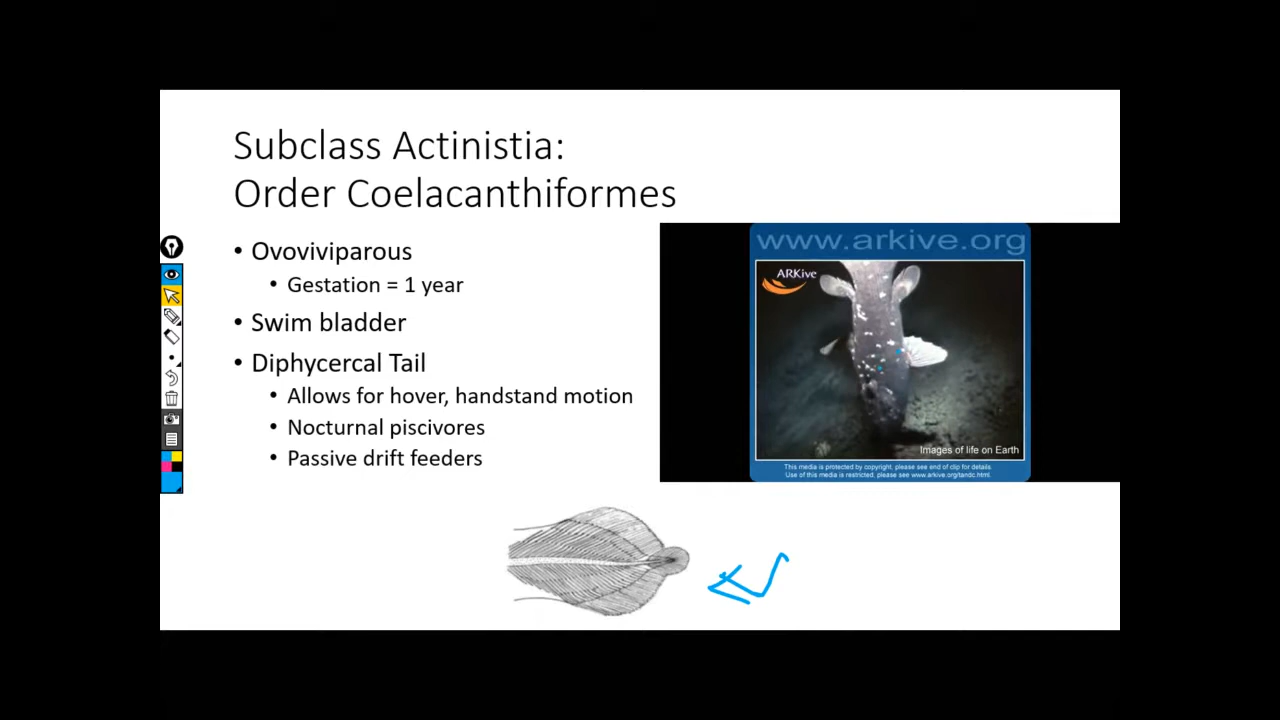 Subclass Actinistia:
Order Coelacanthiformes
• Ovoviviparous
• Gestation = 1 year
• Swim bladder
• Diphycercal Tail
• Allows for hover, handstand motion
• Nocturnal piscivores
• Passive drift feeders
www.arkive.org
ARKive
Images of life on Earth
This media is protected by copyright, please see end of clip for details.
Use of this media is restricted, please see www.arkive.org/tandc.html.